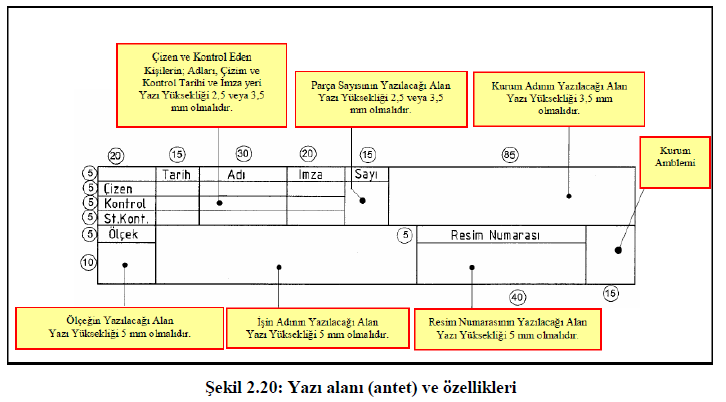 Çizen ve Kontrol Eden
Kişilerin; Adları, Çizim ve
Kontrol Tarihi ve İmza yeri
Yazı Yüksekliği 2,5 veya 3,5
mm olmalıdır.
Parça Sayısının Yazılacağı Alan
Yazı Yüksekliği 2,5 veya 3,5
mm olmalıdır.
Kurum Adının Yazılacağı Alan
Yazı Yüksekliği 3,5 mm
olmalıdır.
Kurum
Amblemi
20 15 30 20 15 85
5 Tarih Adı İmza Sayı
5 Çizen
5 Kontrol
5 St.Kont.
5 Ölçek 5 Resim Numarası
10
40 15
Ölçeğin Yazılacağı Alan
Yazı Yüksekliği 5 mm olmalıdır.
İşin Adının Yazılacağı Alan
Yazı Yüksekliği 5 mm olmalıdır.
Resim Numarasının Yazılacağı Alan
Yazı Yüksekliği 5 mm olmalıdır.
Şekil 2.20: Yazı alanı (antet) ve özellikleri